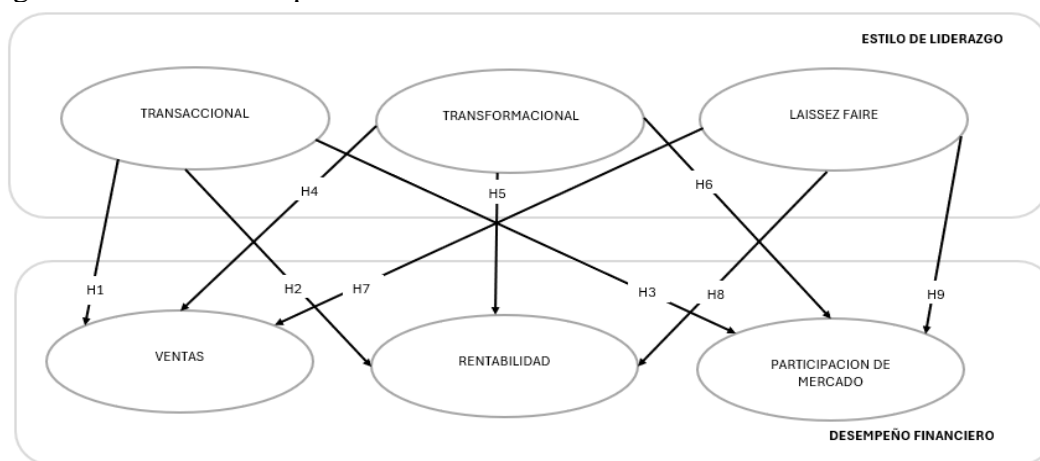 ESTILO DE LIDERAZGO
TRANSACCIONAL
TRANSFORMACIONAL
LAISSEZ FAIRE
H4
H5
H6
H1
H2
H7
H3
H8
H9
VENTAS
RENTABILIDAD
PARTICIPACION DE
MERCADO
DESEMPEÑO FINANCIERO